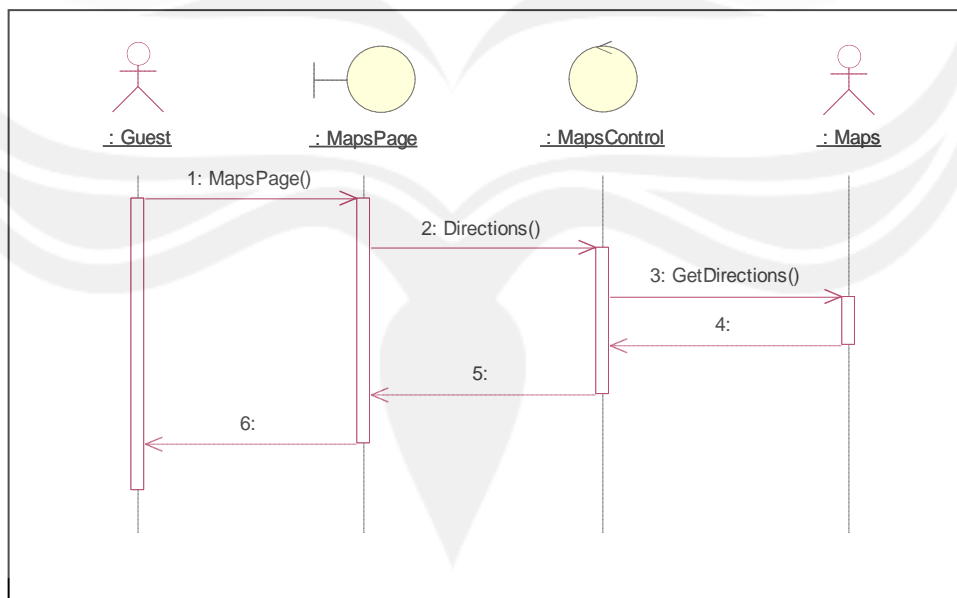 : Guest
: MapsPage
: MapsControl
: Maps
1: MapsPage()
2: Directions()
3: GetDirections()
4:
5:
6: